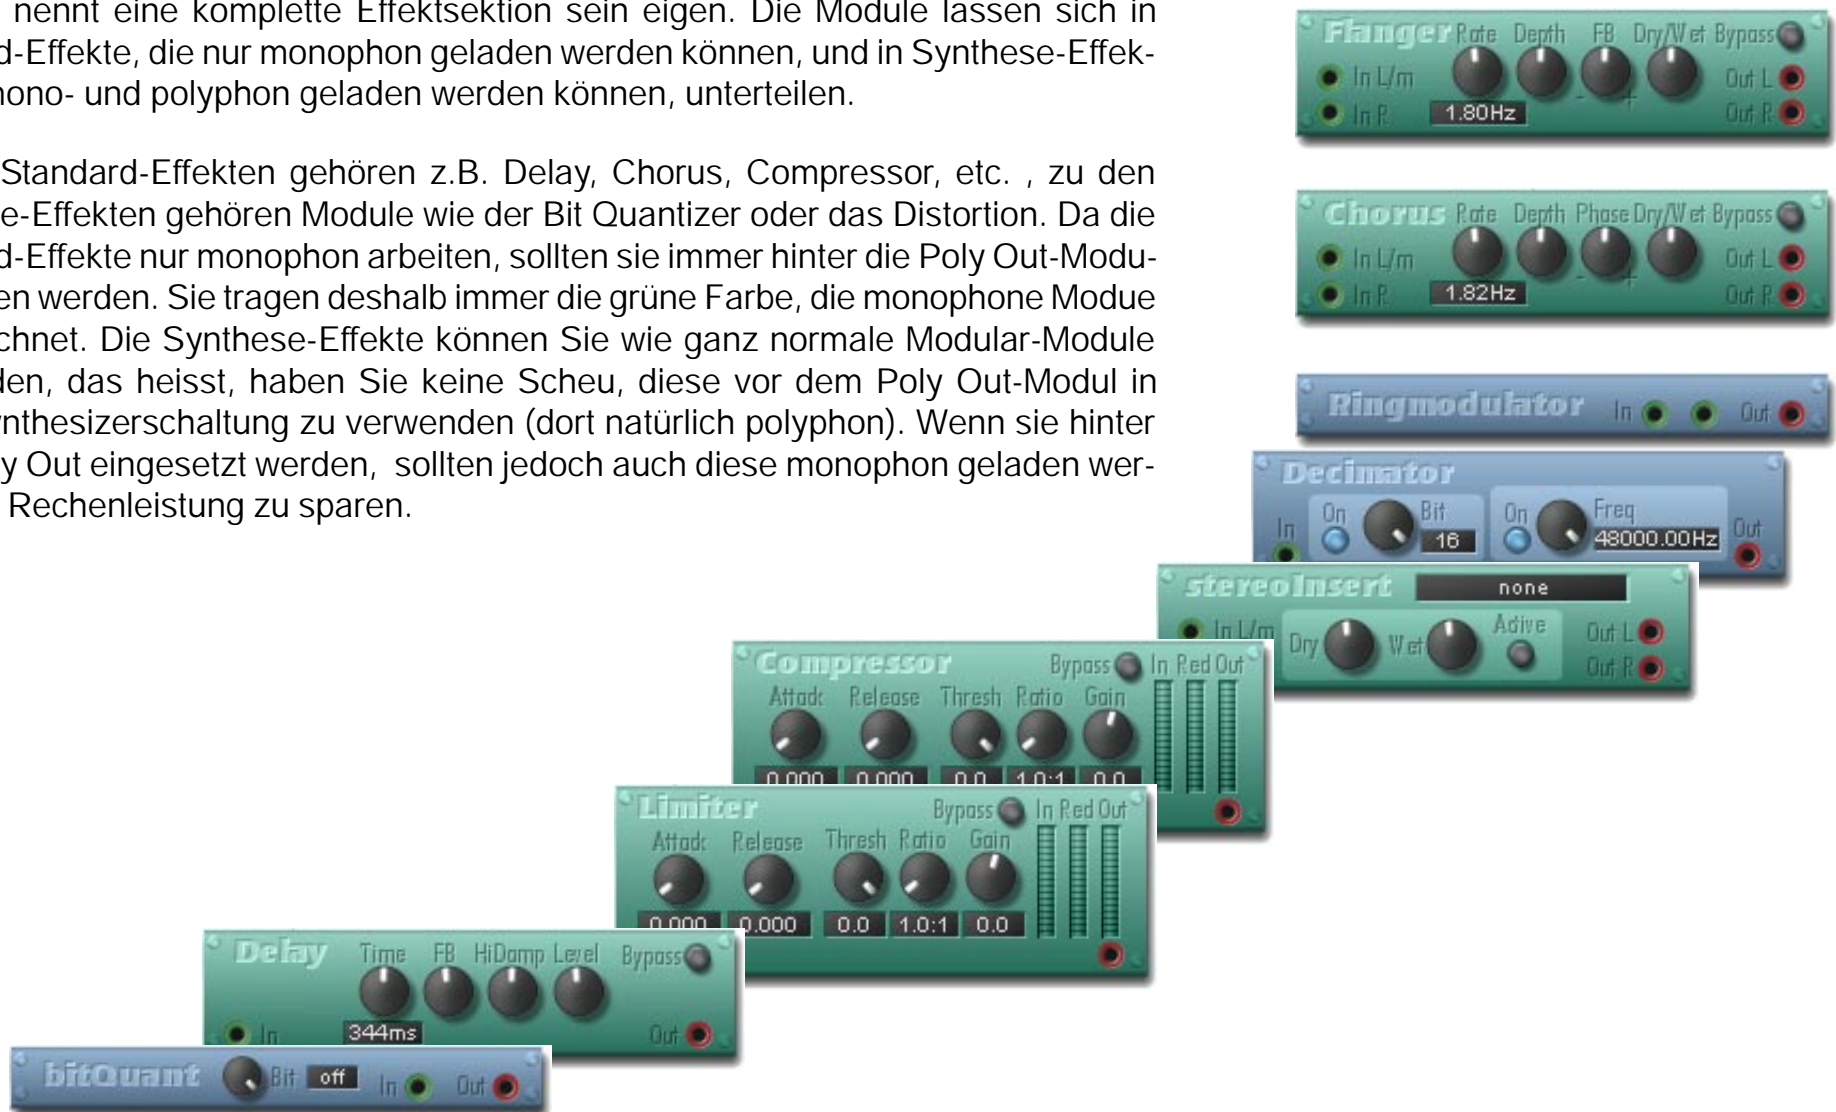 nennt eine komplette Effektsektion sein eigen. Die Module lassen sich in
d-Effekte, die nur monophon geladen werden können, und in Synthese-Effek-
nono- und polyphon geladen werden können, unterteilen.
Standard-Effekten gehören z.B. Delay, Chorus, Compressor, etc. , zu den
e-Effekten gehören Module wie der Bit Quantizer oder das Distortion. Da die
d-Effekte nur monophon arbeiten, sollten sie immer hinter die Poly Out-Modu-
en werden. Sie tragen deshalb immer die grüne Farbe, die monophone Modue
chnet. Die Synthese-Effekte können Sie wie ganz normale Modular-Module
den, das heisst, haben Sie keine Scheu, diese vor dem Poly Out-Modul in
ynthesizerschaltung zu verwenden (dort natürlich polyphon). Wenn sie hinter
y Out eingesetzt werden, sollten jedoch auch diese monophon geladen wer-
Rechenleistung zu sparen.
Flanger Rate Depth FB Dry/Wet Bypass
In L/m - + Out L
In R 1.80Hz Out R
Chorus Rate Depth Phase Dry/Wet Bypass
In L/m - + Out L
In R 1.82Hz Out R
Ringmodulator In Out
Decimator
On Bit On Freq
In 16 48000.00Hz Out
stereoInsert none
In L/m Dry Wet Active Out L
Out R
Compressor Bypass In Red Out
Attack Release Thresh Ratio Gain
0.000 0.000 0.0 1.0:1 0.0
Limiter Bypass In Red Out
Attack Release Thresh Ratio Gain
0.000 0.000 0.0 1.0:1 0.0
Delay Time FB HiDamp Level Bypass
In 344ms Out
bitQuant Bit off In Out